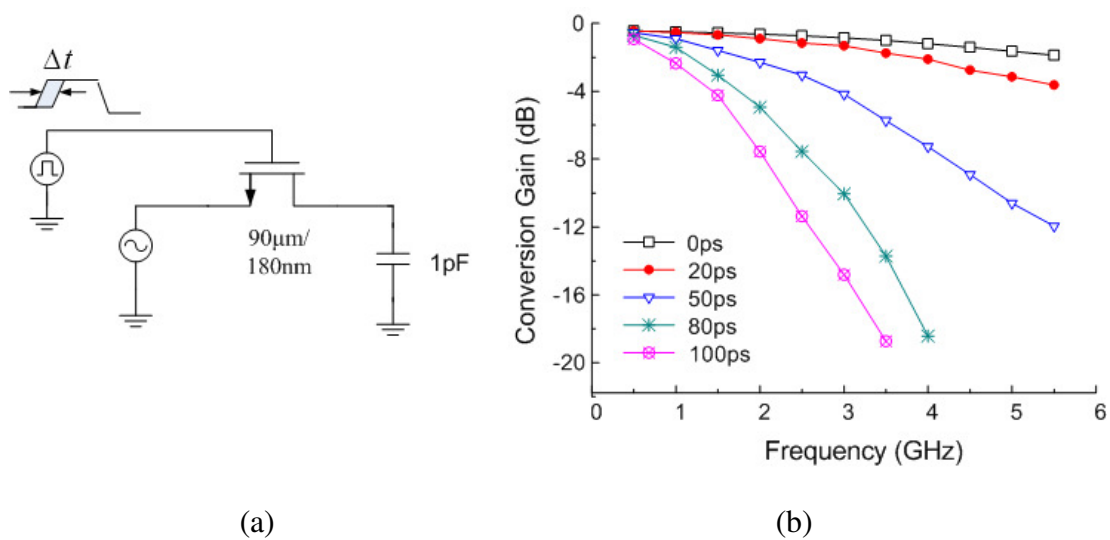 Δt
90μm/
180nm
1pF
(a)
Conversion Gain (dB)
0
-4
-8
-12
-16
-20
0ps
20ps
50ps
80ps
100ps
0 1 2 3 4 5 6
Frequency (GHz)
(b)